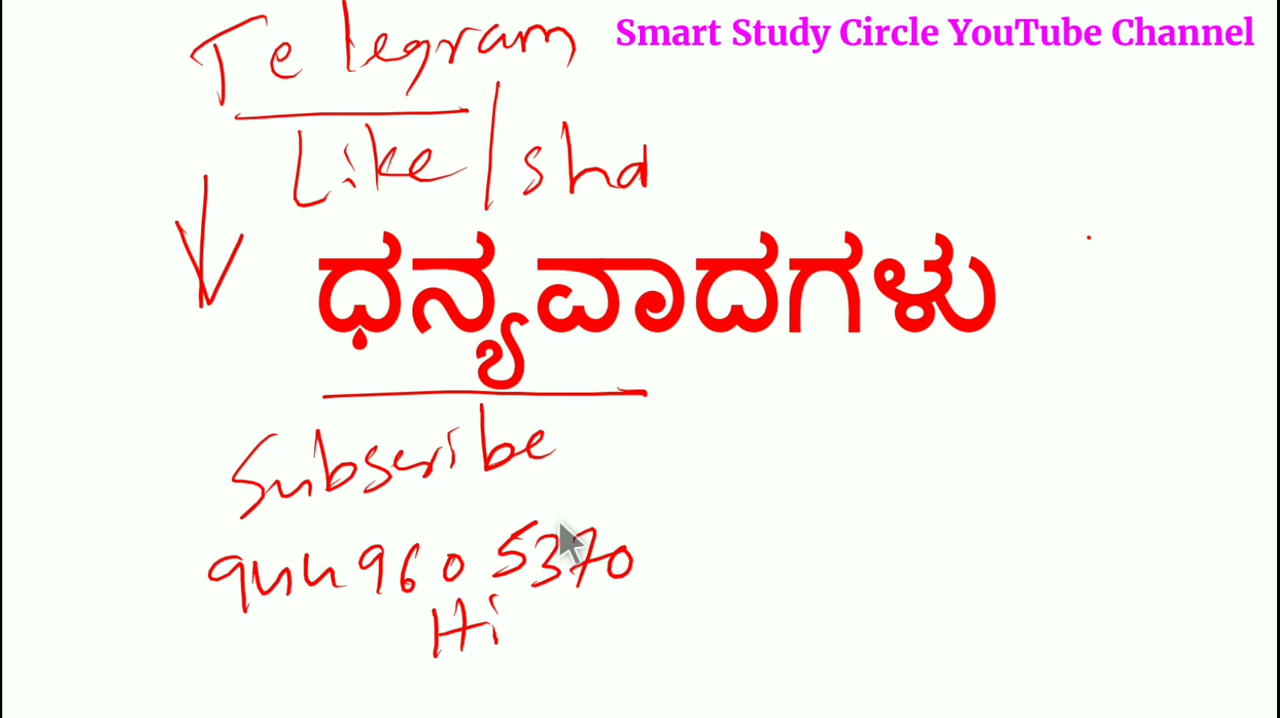 Smart Study Circle YouTube Channel
Telegram
Like/sha
ಧನ್ಯವಾದಗಳು
Subscribe
9449605370
Hi